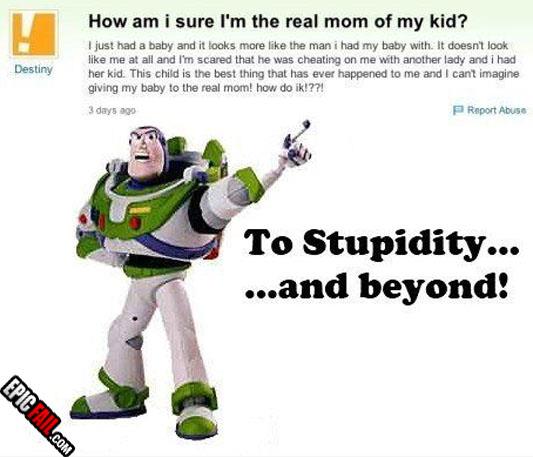 How am i sure I'm the real mom of my kid?
I just had a baby and it looks more like the man i had my baby with. It doesn't look
like me at all and I'm scared that he was cheating on me with another lady and i had
her kid. This child is the best thing that has ever happened to me and I can't imagine
giving my baby to the real mom! how do ik!??!
Destiny
3 days ago
Report Abuse
To Stupidity...
...and beyond!
EPIC FAIL.COM